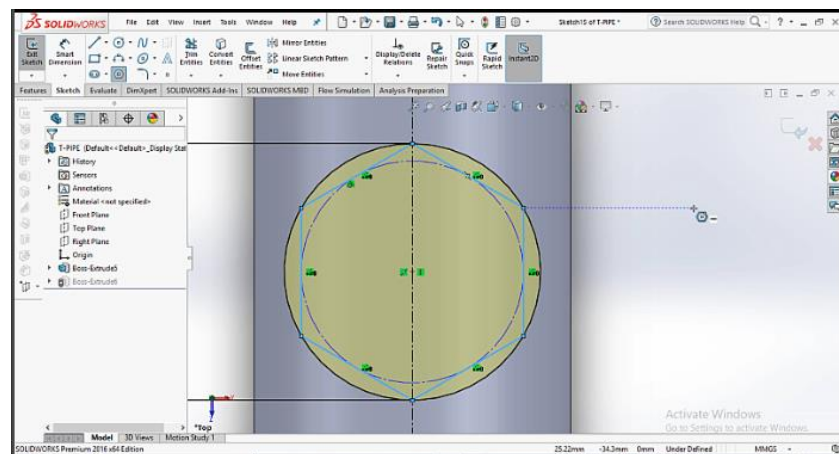 SOLIDWORKS File Edit View Insert Tools Window Help Sketch15 of T-PIPE * Search SOLIDWORKS Help
Exit Sketch Smart Dimension Trim Entities Convert Entities Offset Entities Mirror Entities Linear Sketch Pattern Move Entities Display/Delete Relations Repair Sketch Quick Snaps Rapid Sketch Instant2D
Features Sketch Evaluate DimXpert SOLIDWORKS Add-Ins SOLIDWORKS MBD Flow Simulation Analysis Preparation
T-PIPE (Default<<Default>_Display Stat
History
Sensors
Annotations
Material <not specified>
Front Plane
Top Plane
Right Plane
Origin
Boss-Extrude5
Boss-Extrude6
*Top
Activate Windows
Go to Settings to activate Windows.
Model 3D Views Motion Study 1
SOLIDWORKS Premium 2016 x64 Edition 25.22mm -34.3mm 0mm Under Defined MMGS